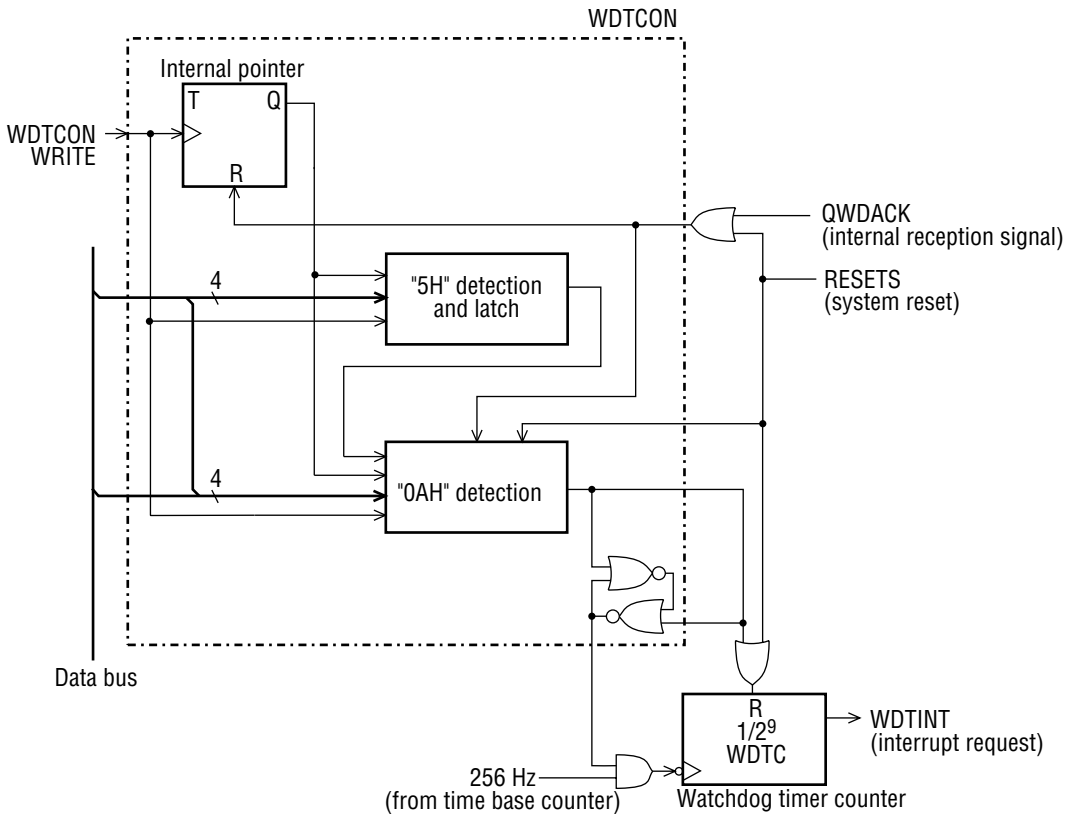 WDTCON
Internal pointer
T Q
WDTCON
WRITE
R
QWDACK
(internal reception signal)
RESETS
(system reset)
4
"5H" detection
and latch
4
"0AH" detection
Data bus
R
1/2⁹
WDTC
WDTINT
(interrupt request)
256 Hz
(from time base counter)
Watchdog timer counter